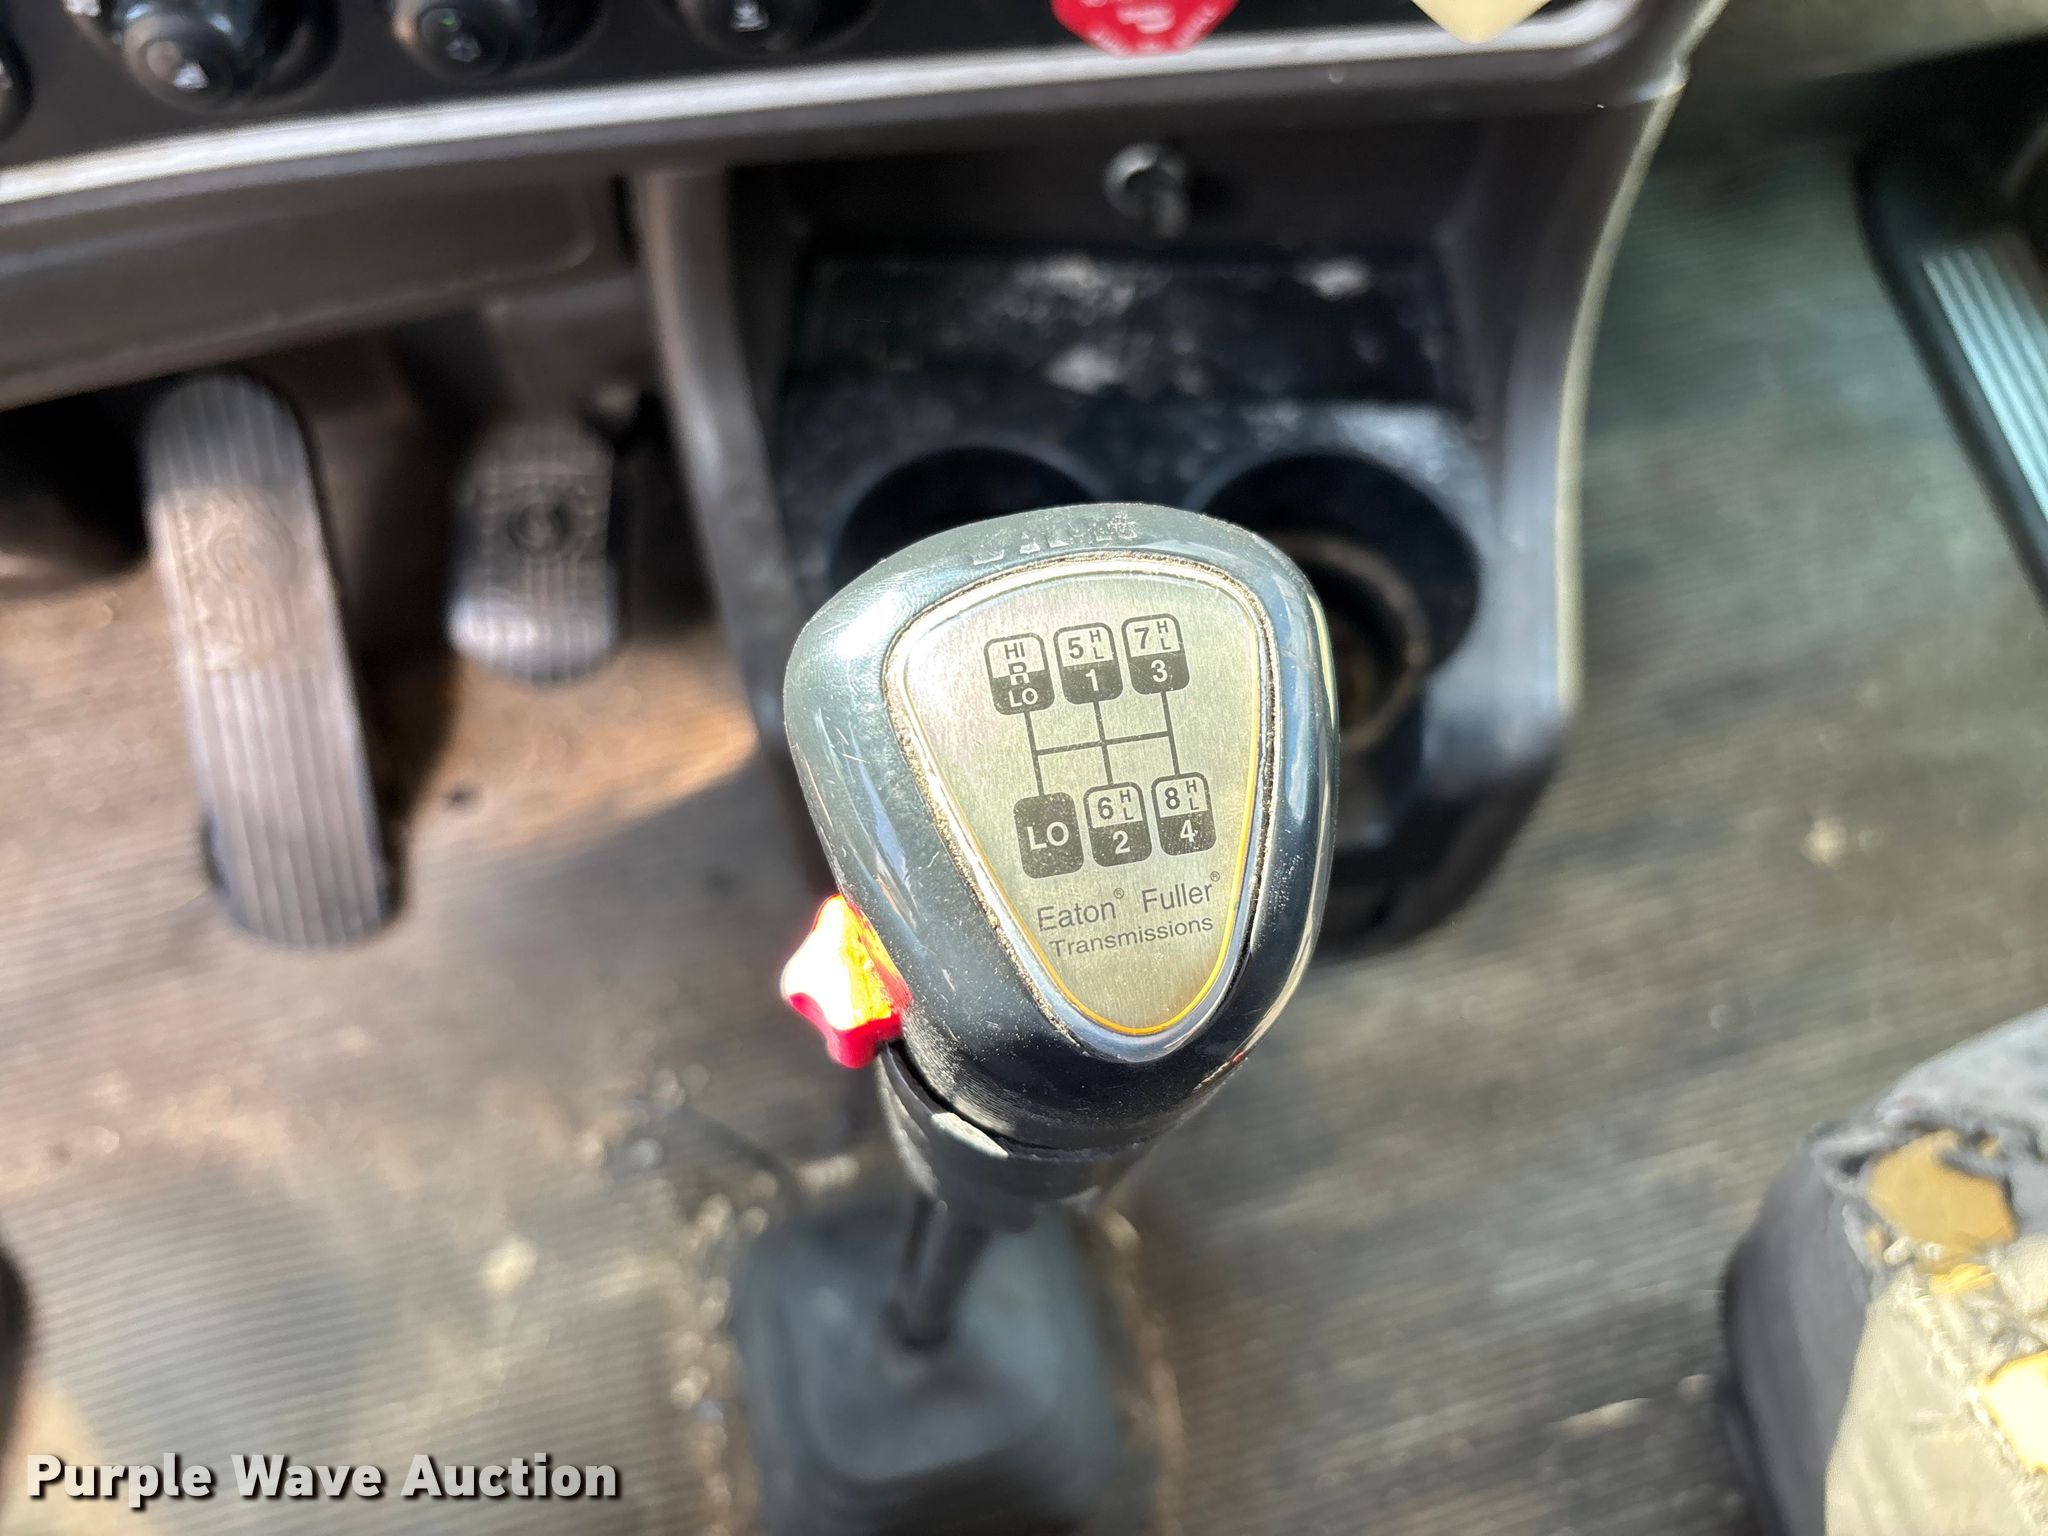 HI 5 H L 7 H L
R
LO 1 3
LO 6 H L 8 H L
2 4
Eaton® Fuller®
Transmissions
Purple Wave Auction